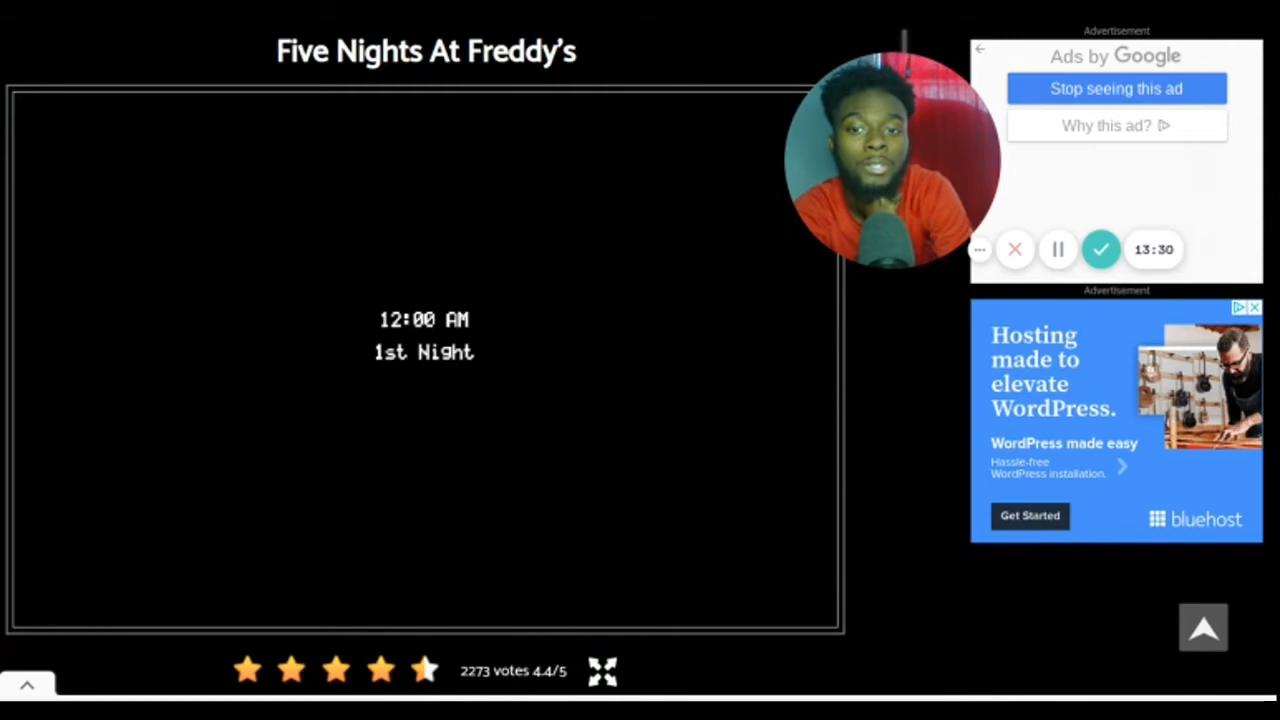 Five Nights At Freddy's
12:00 AM
1st Night
2273 votes 4.4/5
Advertisement
Ads by Google
Stop seeing this ad
Why this ad?
13:30
Advertisement
Hosting
made to
elevate
WordPress.
WordPress made easy
Hassle-free
WordPress installation.
Get Started
bluehost